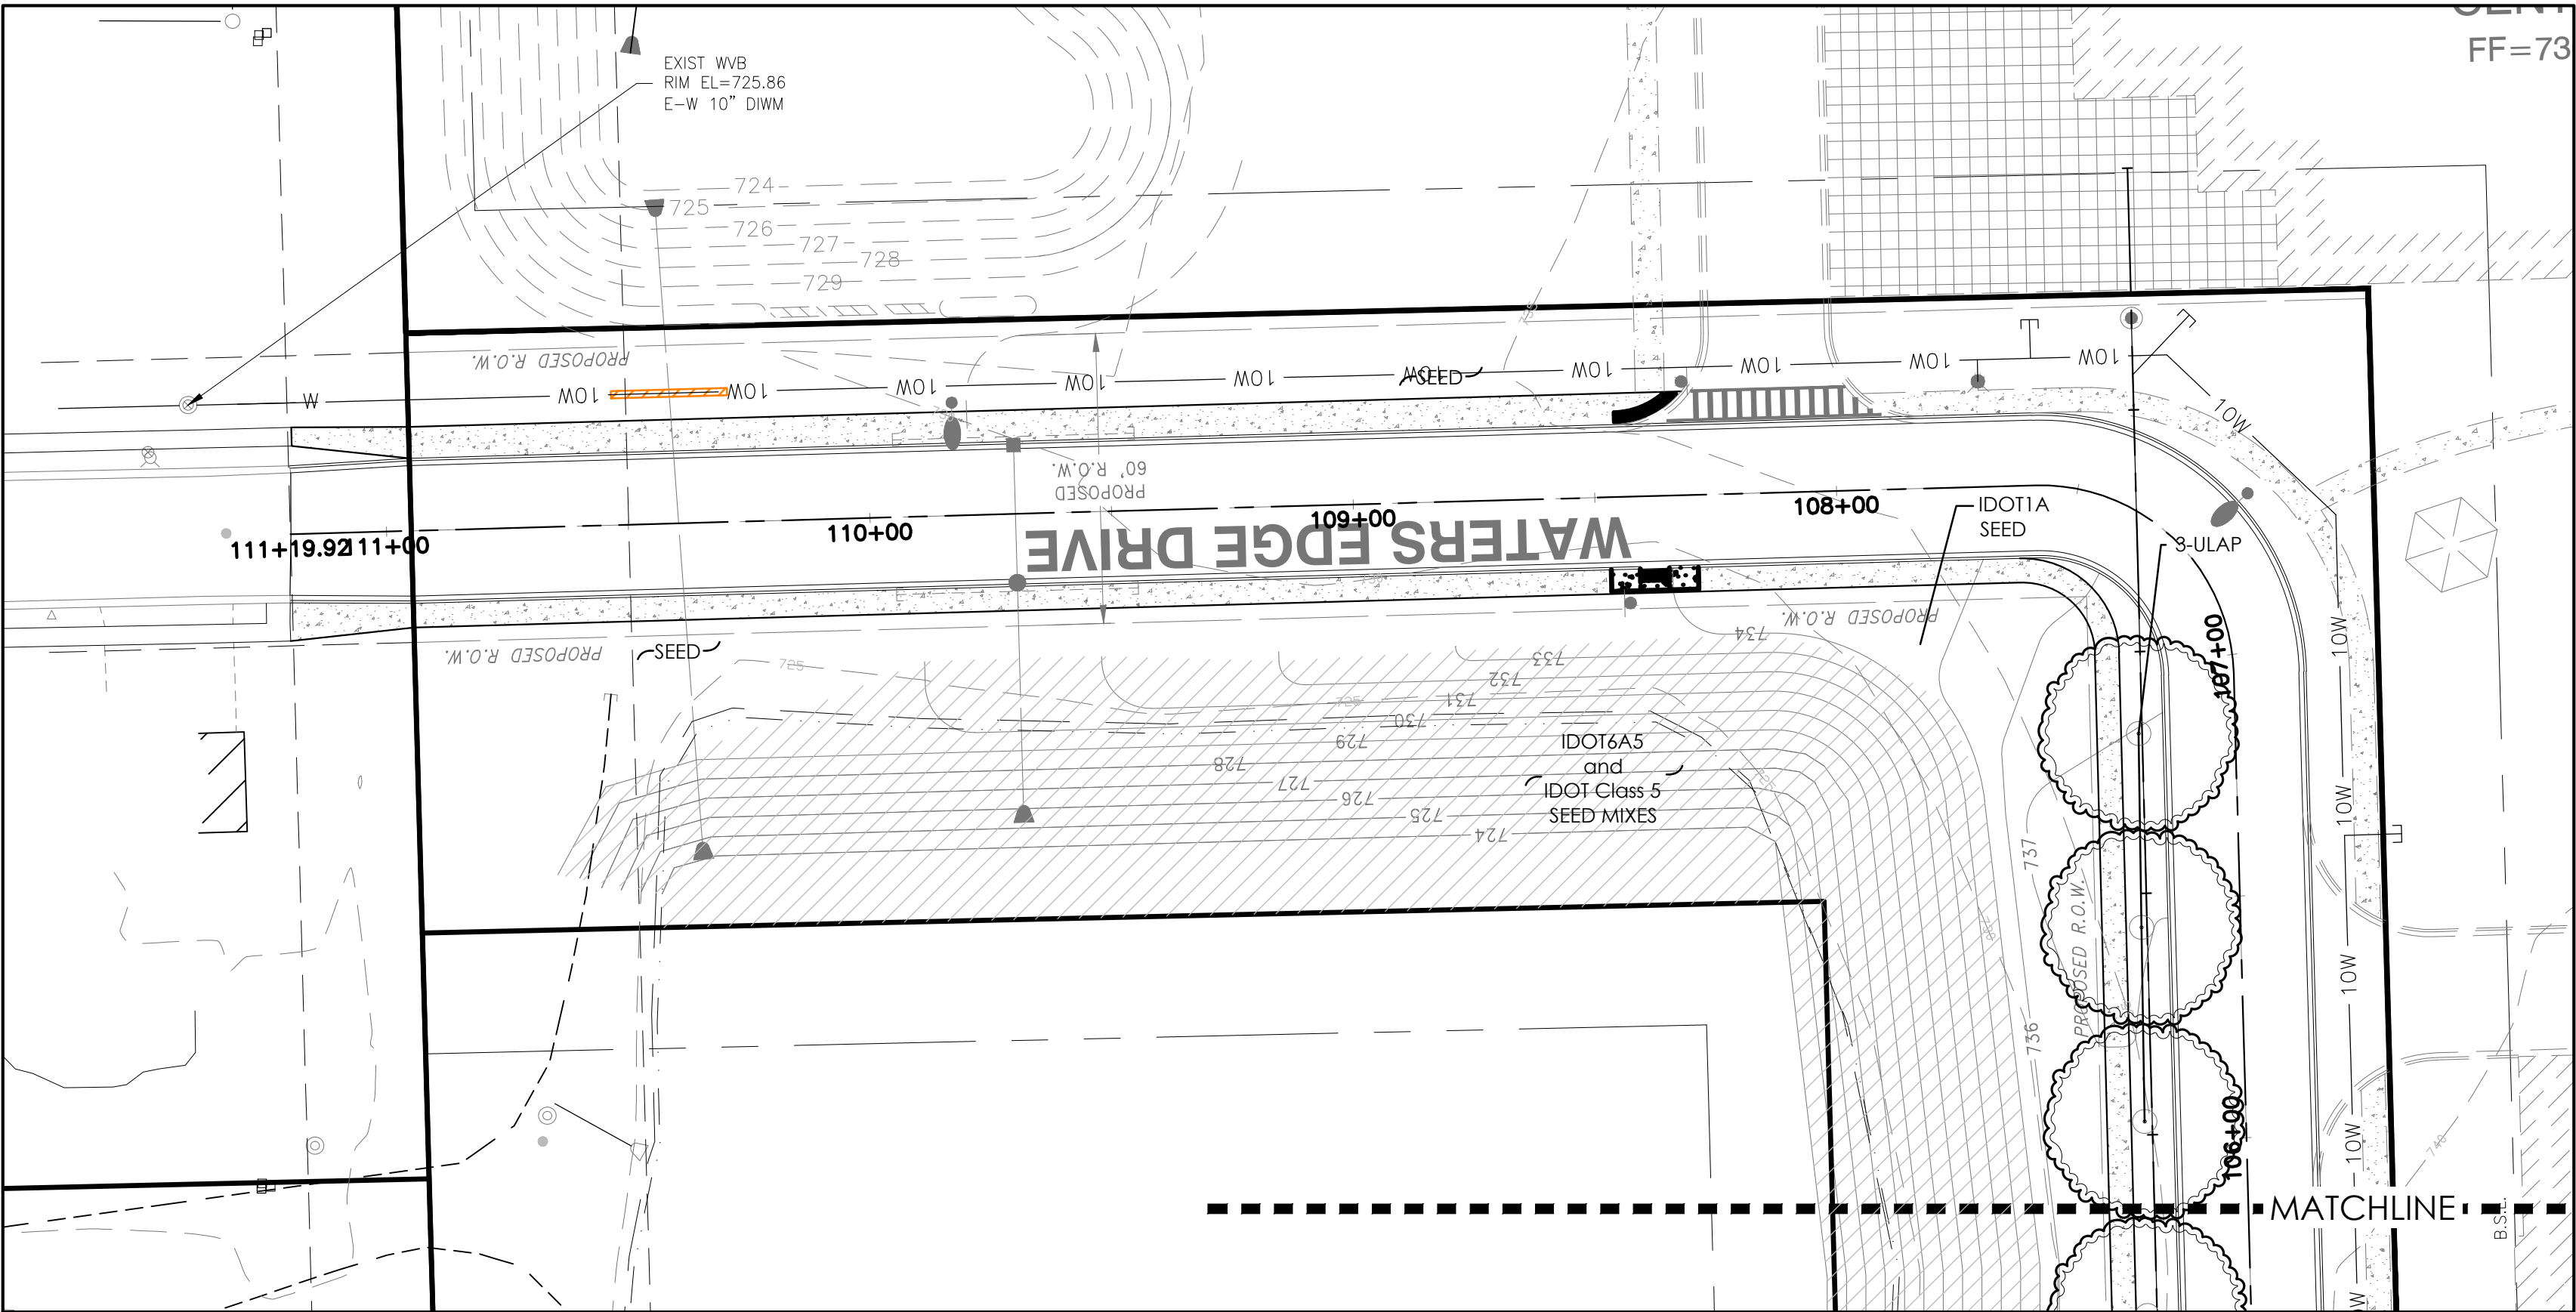 FF=73
EXIST WVB
RIM EL=725.86
E-W 10" DIWM
724
725
726
727
728
729
PROPOSED R.O.W.
W
10W
10W
10W
10W
10W
SEED
10W
10W
10W
10W
10W
PROPOSED
60' R.O.W.
WATERS EDGE DRIVE
111+19.92
111+00
110+00
109+00
108+00
IDOT1A
SEED
3-ULAP
107+00
106+00
PROPOSED R.O.W.
SEED
PROPOSED R.O.W.
725
734
733
732
731
730
729
728
727
726
725
724
IDOT6A5
and
IDOT Class 5
SEED MIXES
737
736
PROPOSED R.O.W.
10W
10W
10W
10W
740
MATCHLINE
B.S.L.